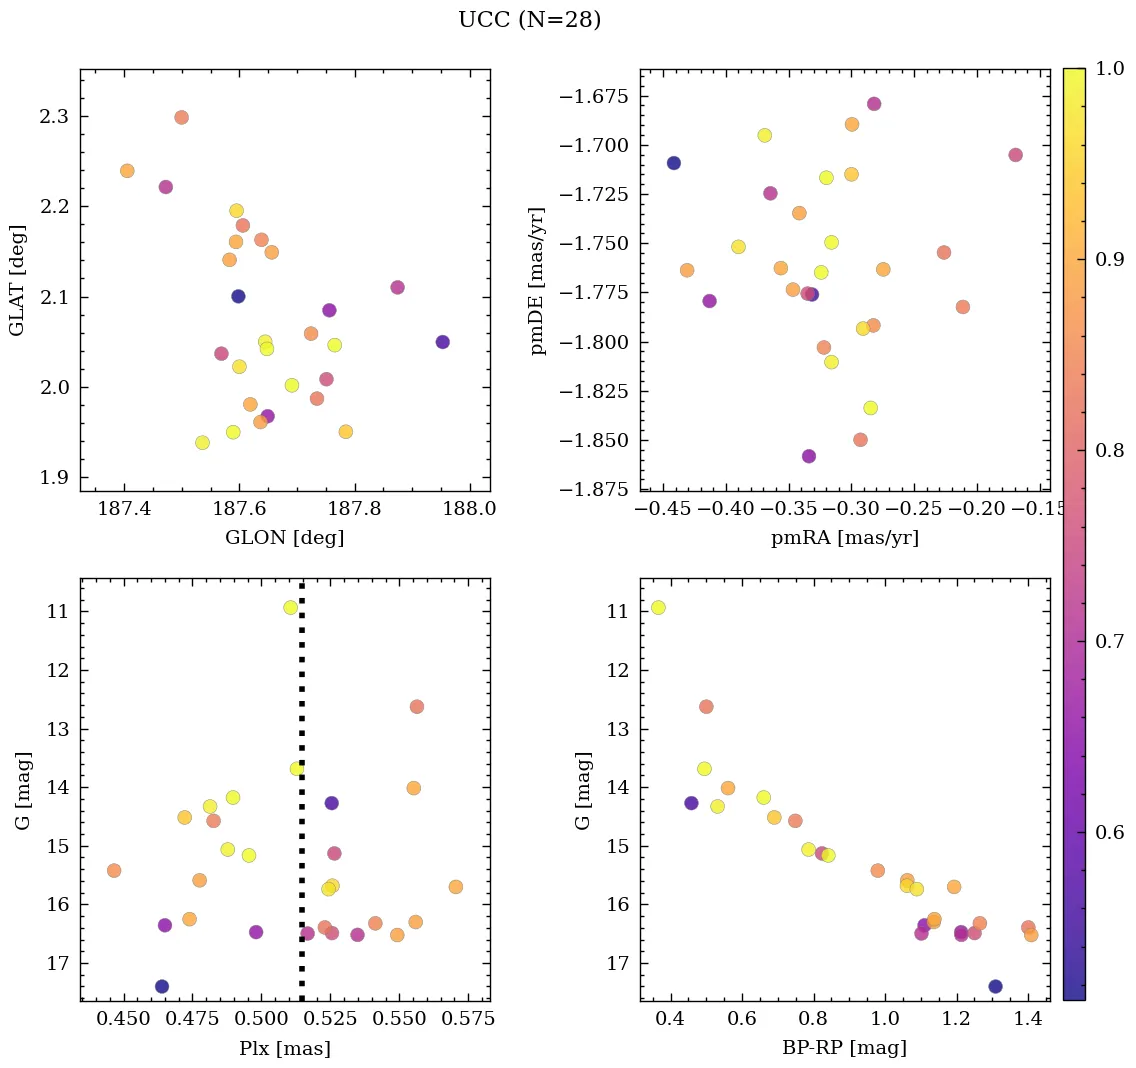 UCC (N=28)
2.3
2.2
2.1
2.0
1.9
GLAT [deg]
187.4 187.6 187.8 188.0
GLON [deg]
−1.675
−1.700
−1.725
−1.750
−1.775
−1.800
−1.825
−1.850
−1.875
pmDE [mas/yr]
−0.45 −0.40 −0.35 −0.30 −0.25 −0.20 −0.15
pmRA [mas/yr]
1.0
0.9
0.8
0.7
0.6
11
12
13
14
15
16
17
G [mag]
0.450 0.475 0.500 0.525 0.550 0.575
Plx [mas]
11
12
13
14
15
16
17
G [mag]
0.4 0.6 0.8 1.0 1.2 1.4
BP-RP [mag]